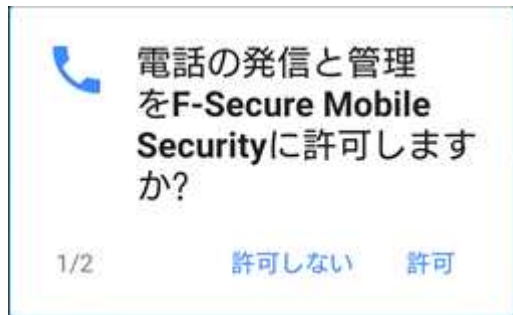 電話の発信と管理
をF-Secure Mobile
Securityに許可します
か?
1/2 許可しない 許可